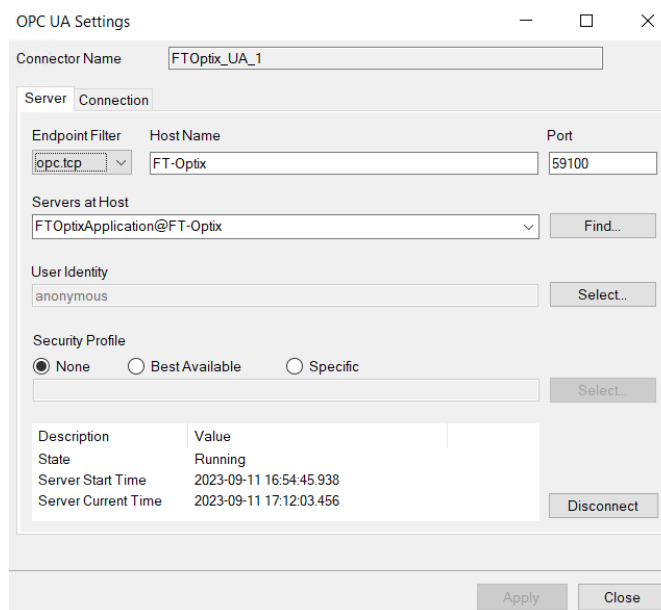 OPC UA Settings
Connector Name FTOptix_UA_1
Server Connection
Endpoint Filter Host Name Port
opc.tcp FT-Optix 59100
Servers at Host
FTOptixApplication@FT-Optix Find...
User Identity
anonymous Select...
Security Profile
None Best Available Specific
Select...
Description Value
State Running
Server Start Time 2023-09-11 16:54:45.938
Server Current Time 2023-09-11 17:12:03.456
Disconnect
Apply Close